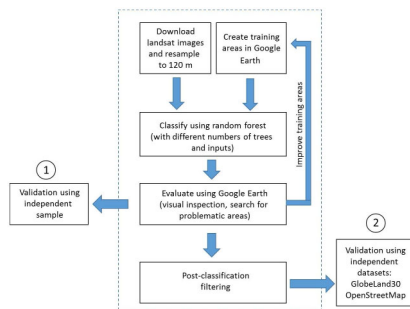 Download
landsat images
and resample
to 120 m
Create training
areas in Google
Earth
Classify using random forest
(with different numbers of trees
and inputs)
Improve training areas
1
Validation using
independent
sample
Evaluate using Google Earth
(visual inspection, search for
problematic areas)
2
Validation using
independent
datasets:
GlobeLand30
OpenStreetMap
Post-classification
filtering